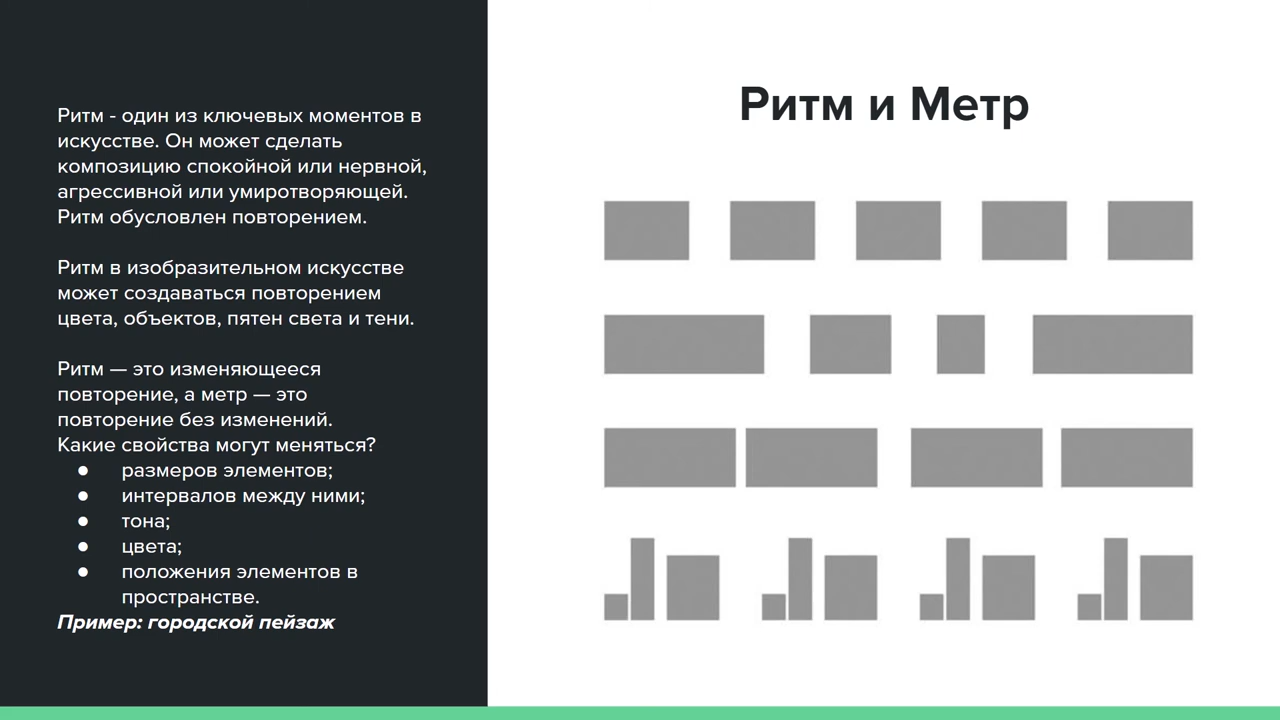 Ритм - один из ключевых моментов в
искусстве. Он может сделать
композицию спокойной или нервной,
агрессивной или умиротворяющей.
Ритм обусловлен повторением.
Ритм в изобразительном искусстве
может создаваться повторением
цвета, объектов, пятен света и тени.
Ритм — это изменяющееся
повторение, а метр — это
повторение без изменений.
Какие свойства могут меняться?
● размеров элементов;
● интервалов между ними;
● тона;
● цвета;
● положения элементов в
пространстве.
Пример: городской пейзаж
Ритм и Метр